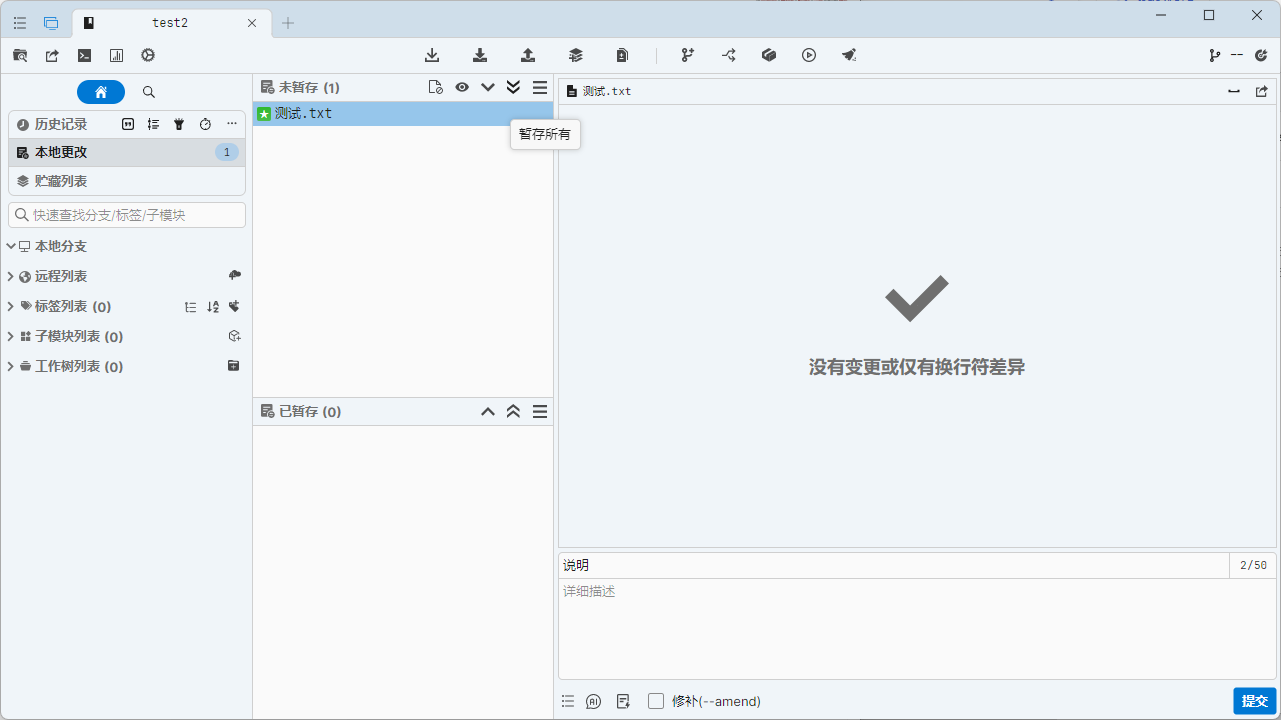 test2
未暂存 (1)
测试.txt
暂存所有
历史记录
本地更改
1
贮藏列表
快速查找分支/标签/子模块
本地分支
远程列表
标签列表 (0)
子模块列表 (0)
工作树列表 (0)
已暂存 (0)
测试.txt
没有变更或仅有换行符差异
说明
2/50
详细描述
AI
修补(--amend)
提交
--